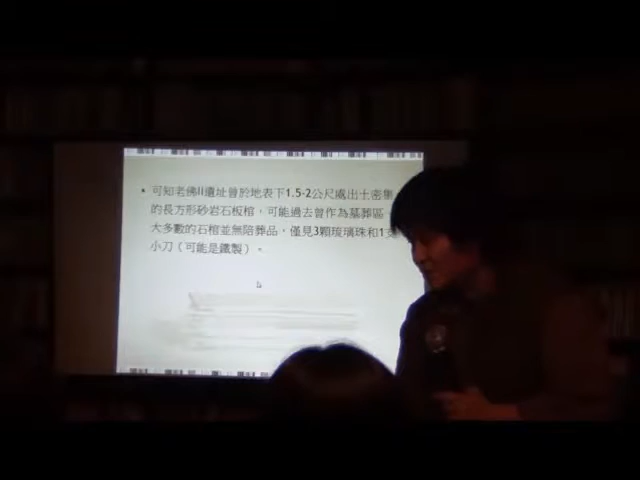 • 可知老佛II遺址曾於地表下1.5-2公尺處出土密集
的長方形砂岩石板棺，可能過去曾作為墓葬區
大多數的石棺並無陪葬品，僅見3顆琉璃珠和1支
小刀（可能是鐵製）。